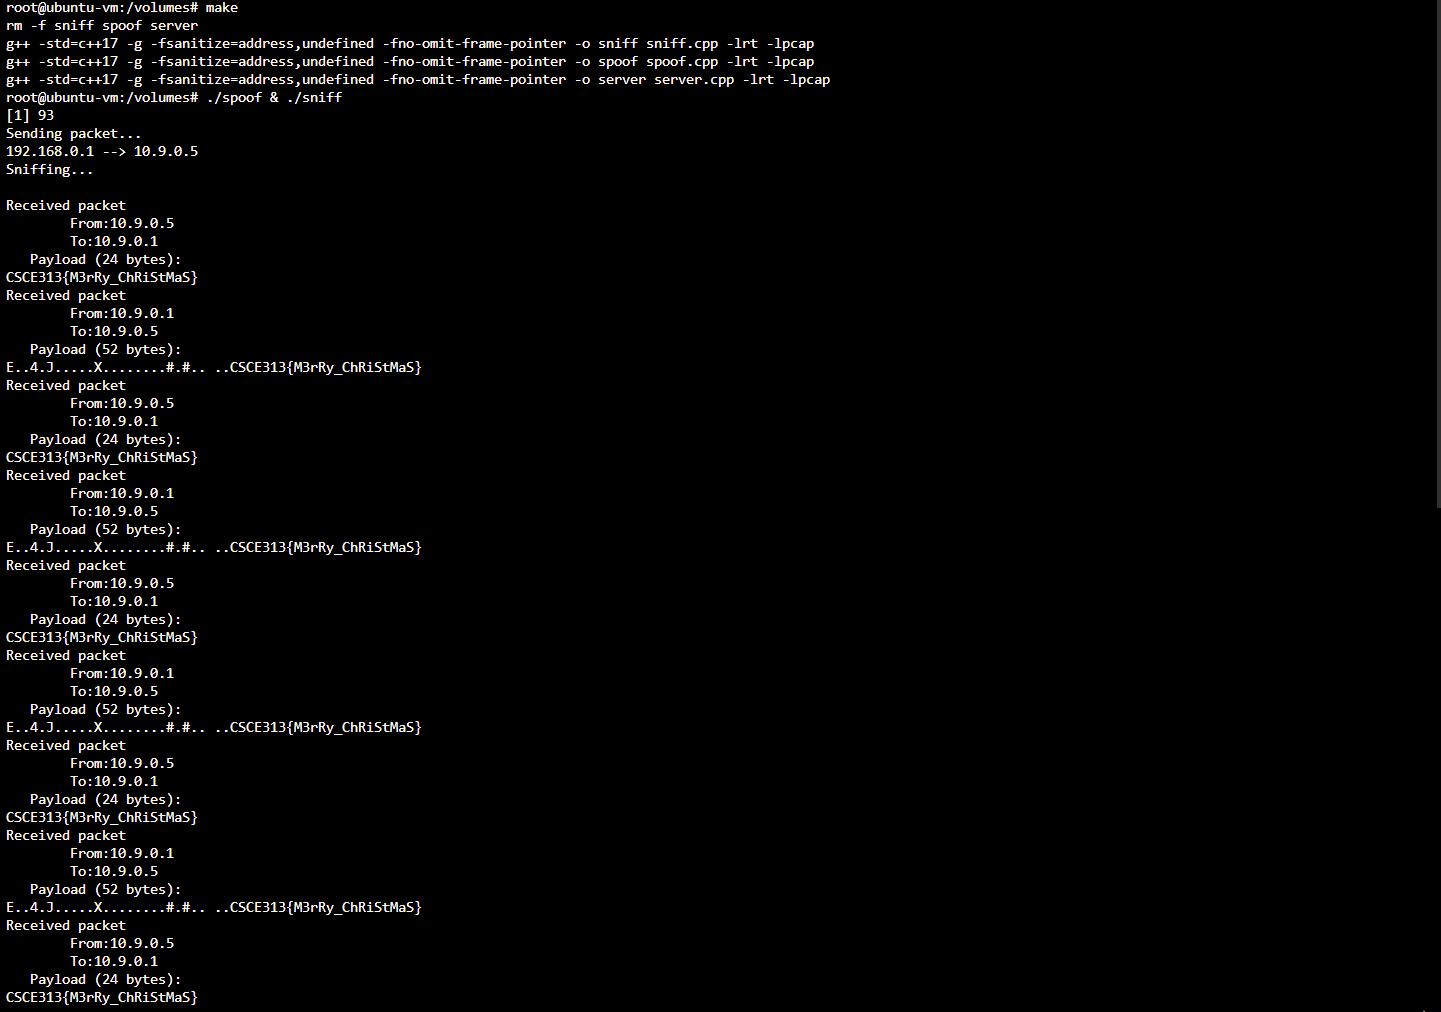 root@ubuntu-vm:/volumes# make
rm -f sniff spoof server
g++ -std=c++17 -g -fsanitize=address,undefined -fno-omit-frame-pointer -o sniff sniff.cpp -lrt -lpcap
g++ -std=c++17 -g -fsanitize=address,undefined -fno-omit-frame-pointer -o spoof spoof.cpp -lrt -lpcap
g++ -std=c++17 -g -fsanitize=address,undefined -fno-omit-frame-pointer -o server server.cpp -lrt -lpcap
root@ubuntu-vm:/volumes# ./spoof & ./sniff
[1] 93
Sending packet...
192.168.0.1 --> 10.9.0.5
Sniffing...

Received packet
        From:10.9.0.5
        To:10.9.0.1
   Payload (24 bytes):
CSCE313{M3rRy_ChRiStMaS}
Received packet
        From:10.9.0.1
        To:10.9.0.5
   Payload (52 bytes):
E..4.J.....X........#.#.. ..CSCE313{M3rRy_ChRiStMaS}
Received packet
        From:10.9.0.5
        To:10.9.0.1
   Payload (24 bytes):
CSCE313{M3rRy_ChRiStMaS}
Received packet
        From:10.9.0.1
        To:10.9.0.5
   Payload (52 bytes):
E..4.J.....X........#.#.. ..CSCE313{M3rRy_ChRiStMaS}
Received packet
        From:10.9.0.5
        To:10.9.0.1
   Payload (24 bytes):
CSCE313{M3rRy_ChRiStMaS}
Received packet
        From:10.9.0.1
        To:10.9.0.5
   Payload (52 bytes):
E..4.J.....X........#.#.. ..CSCE313{M3rRy_ChRiStMaS}
Received packet
        From:10.9.0.5
        To:10.9.0.1
   Payload (24 bytes):
CSCE313{M3rRy_ChRiStMaS}
Received packet
        From:10.9.0.1
        To:10.9.0.5
   Payload (52 bytes):
E..4.J.....X........#.#.. ..CSCE313{M3rRy_ChRiStMaS}
Received packet
        From:10.9.0.5
        To:10.9.0.1
   Payload (24 bytes):
CSCE313{M3rRy_ChRiStMaS}